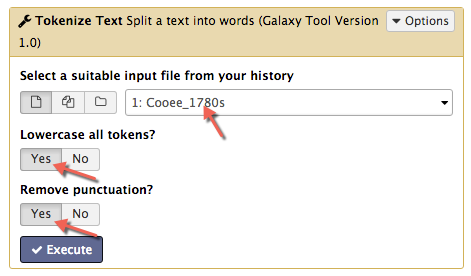 Tokenize Text Split a text into words (Galaxy Tool Version 1.0)
Options
Select a suitable input file from your history
1: Cooee_1780s
Lowercase all tokens?
Yes No
Remove punctuation?
Yes No
Execute